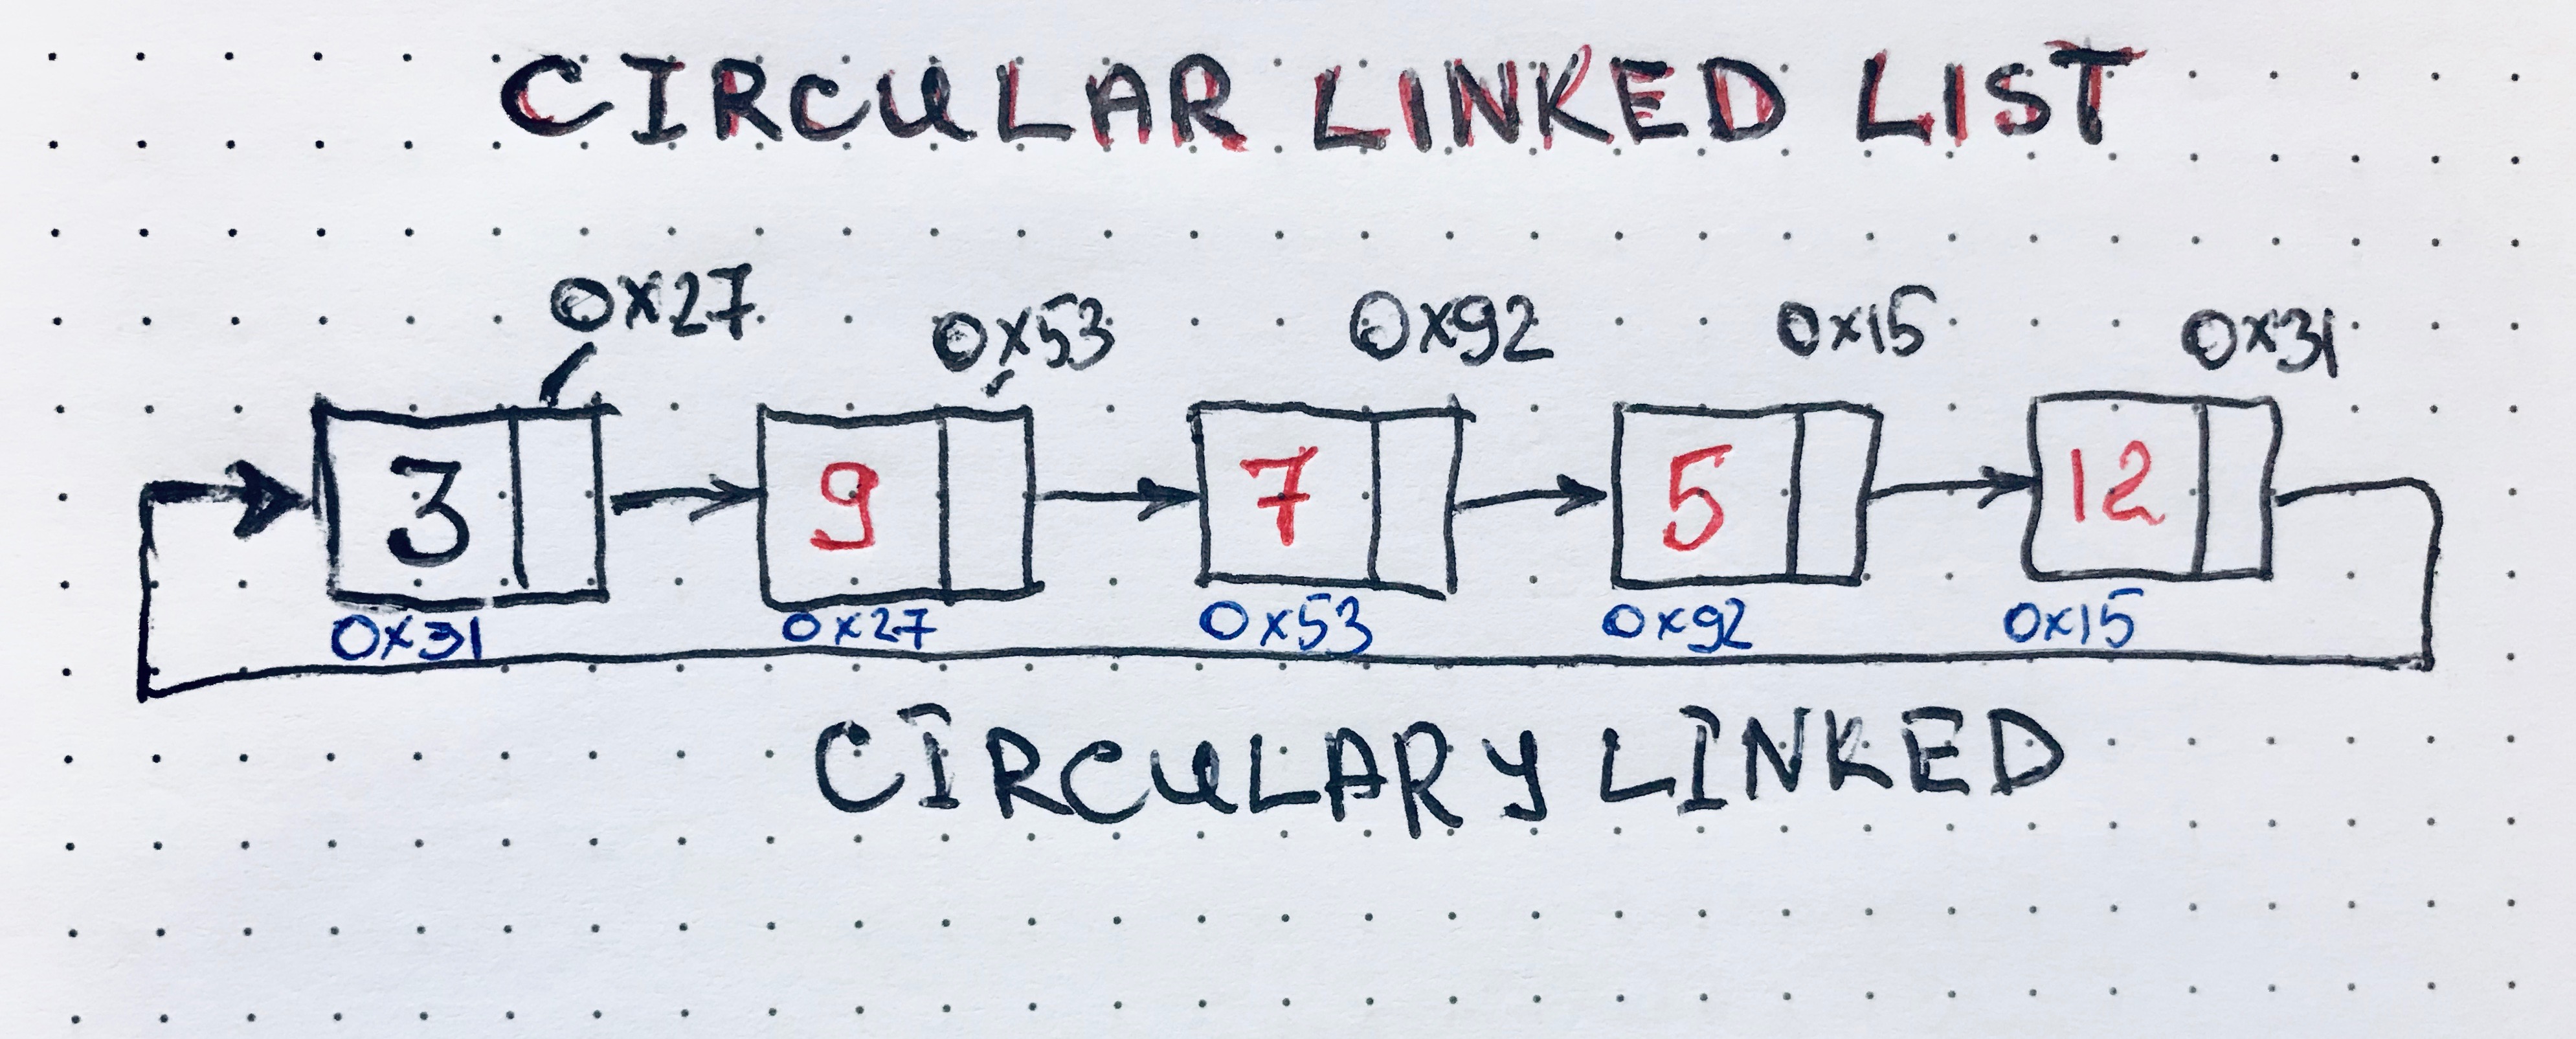 CIRCULAR LINKED LIST
0x27 0x53 0x92 0x15 0x31
3 9 7 5 12
0x31 0x27 0x53 0x92 0x15
CIRCULARY LINKED